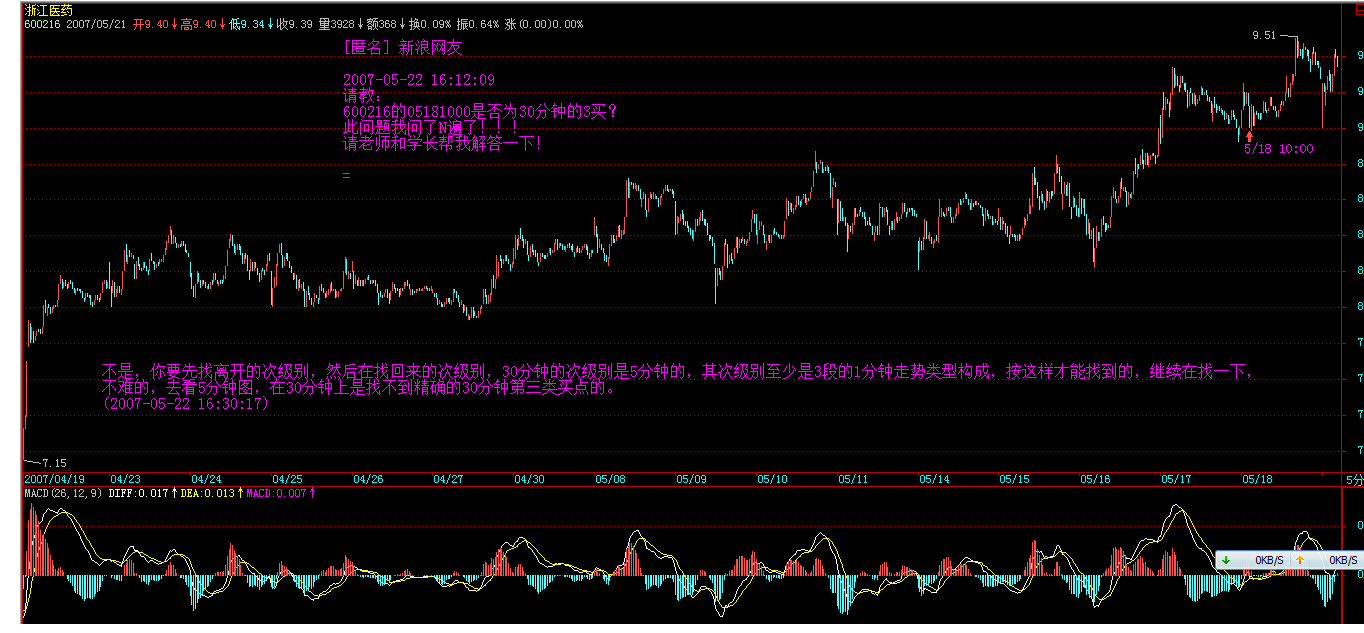 浙江医药
600216 2007/05/21 开9.40↓高9.40↓低9.34↓收9.39 量3928↓额368↓换0.09% 振0.64% 涨(0.00)0.00%
9.51
[匿名] 新浪网友
2007-05-22 16:12:09
请教:
600216的05181000是否为30分钟的3买?
此问题我问了N遍了!!!
请老师和学长帮我解答一下!
=
5/18 10:00
不是，你要先找离开的次级别，然后在找回来的次级别，30分钟的次级别是5分钟的，其次级别至少是3段的1分钟走势类型构成，按这样才能找到的，继续在找一下，
不难的，去看5分钟图，在30分钟上是找不到精确的30分钟第三类买点的。
(2007-05-22 16:30:17)
7.15
2007/04/19 04/23 04/24 04/25 04/26 04/27 04/30 05/08 05/09 05/10 05/11 05/14 05/15 05/16 05/17 05/18 5分
MACD(26,12,9) DIFF:0.017↑ DEA:0.013↑ MACD:0.007↑
↓ 0KB/S ↑ 0KB/S